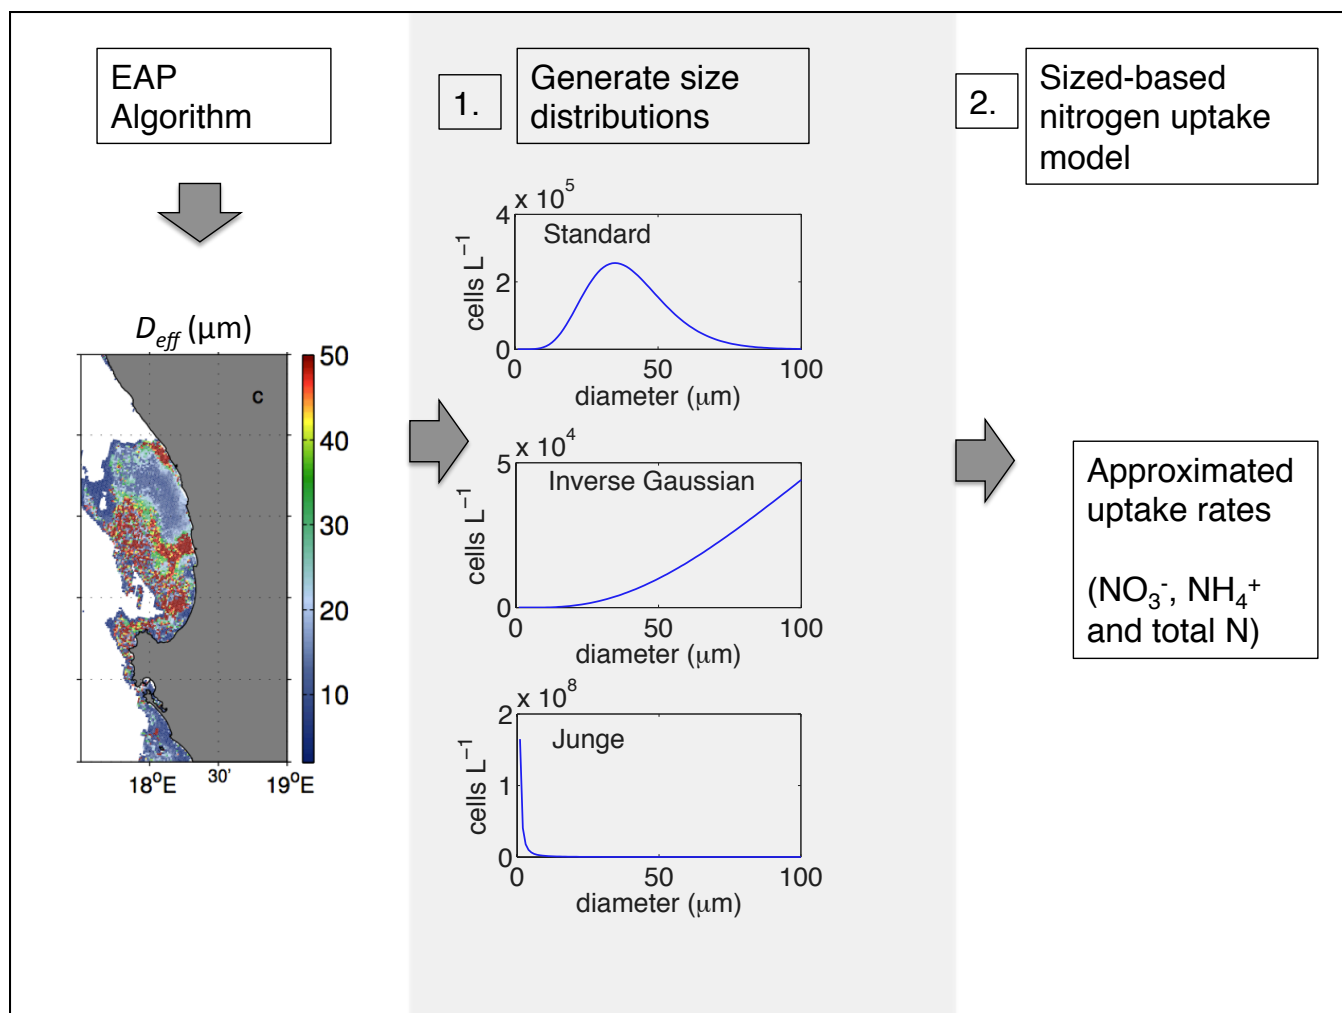 EAP
Algorithm
1.
Generate size
distributions
2.
Sized-based
nitrogen uptake
model
D_eff (μm)
50
40
30
20
10
c
18°E
30'
19°E
x 10^5
4
2
0
cells L^−1
Standard
0
50
100
diameter (μm)
x 10^4
5
0
cells L^−1
Inverse Gaussian
0
50
100
diameter (μm)
x 10^8
2
1
0
cells L^−1
Junge
0
50
100
diameter (μm)
Approximated
uptake rates
(NO₃⁻, NH₄⁺
and total N)